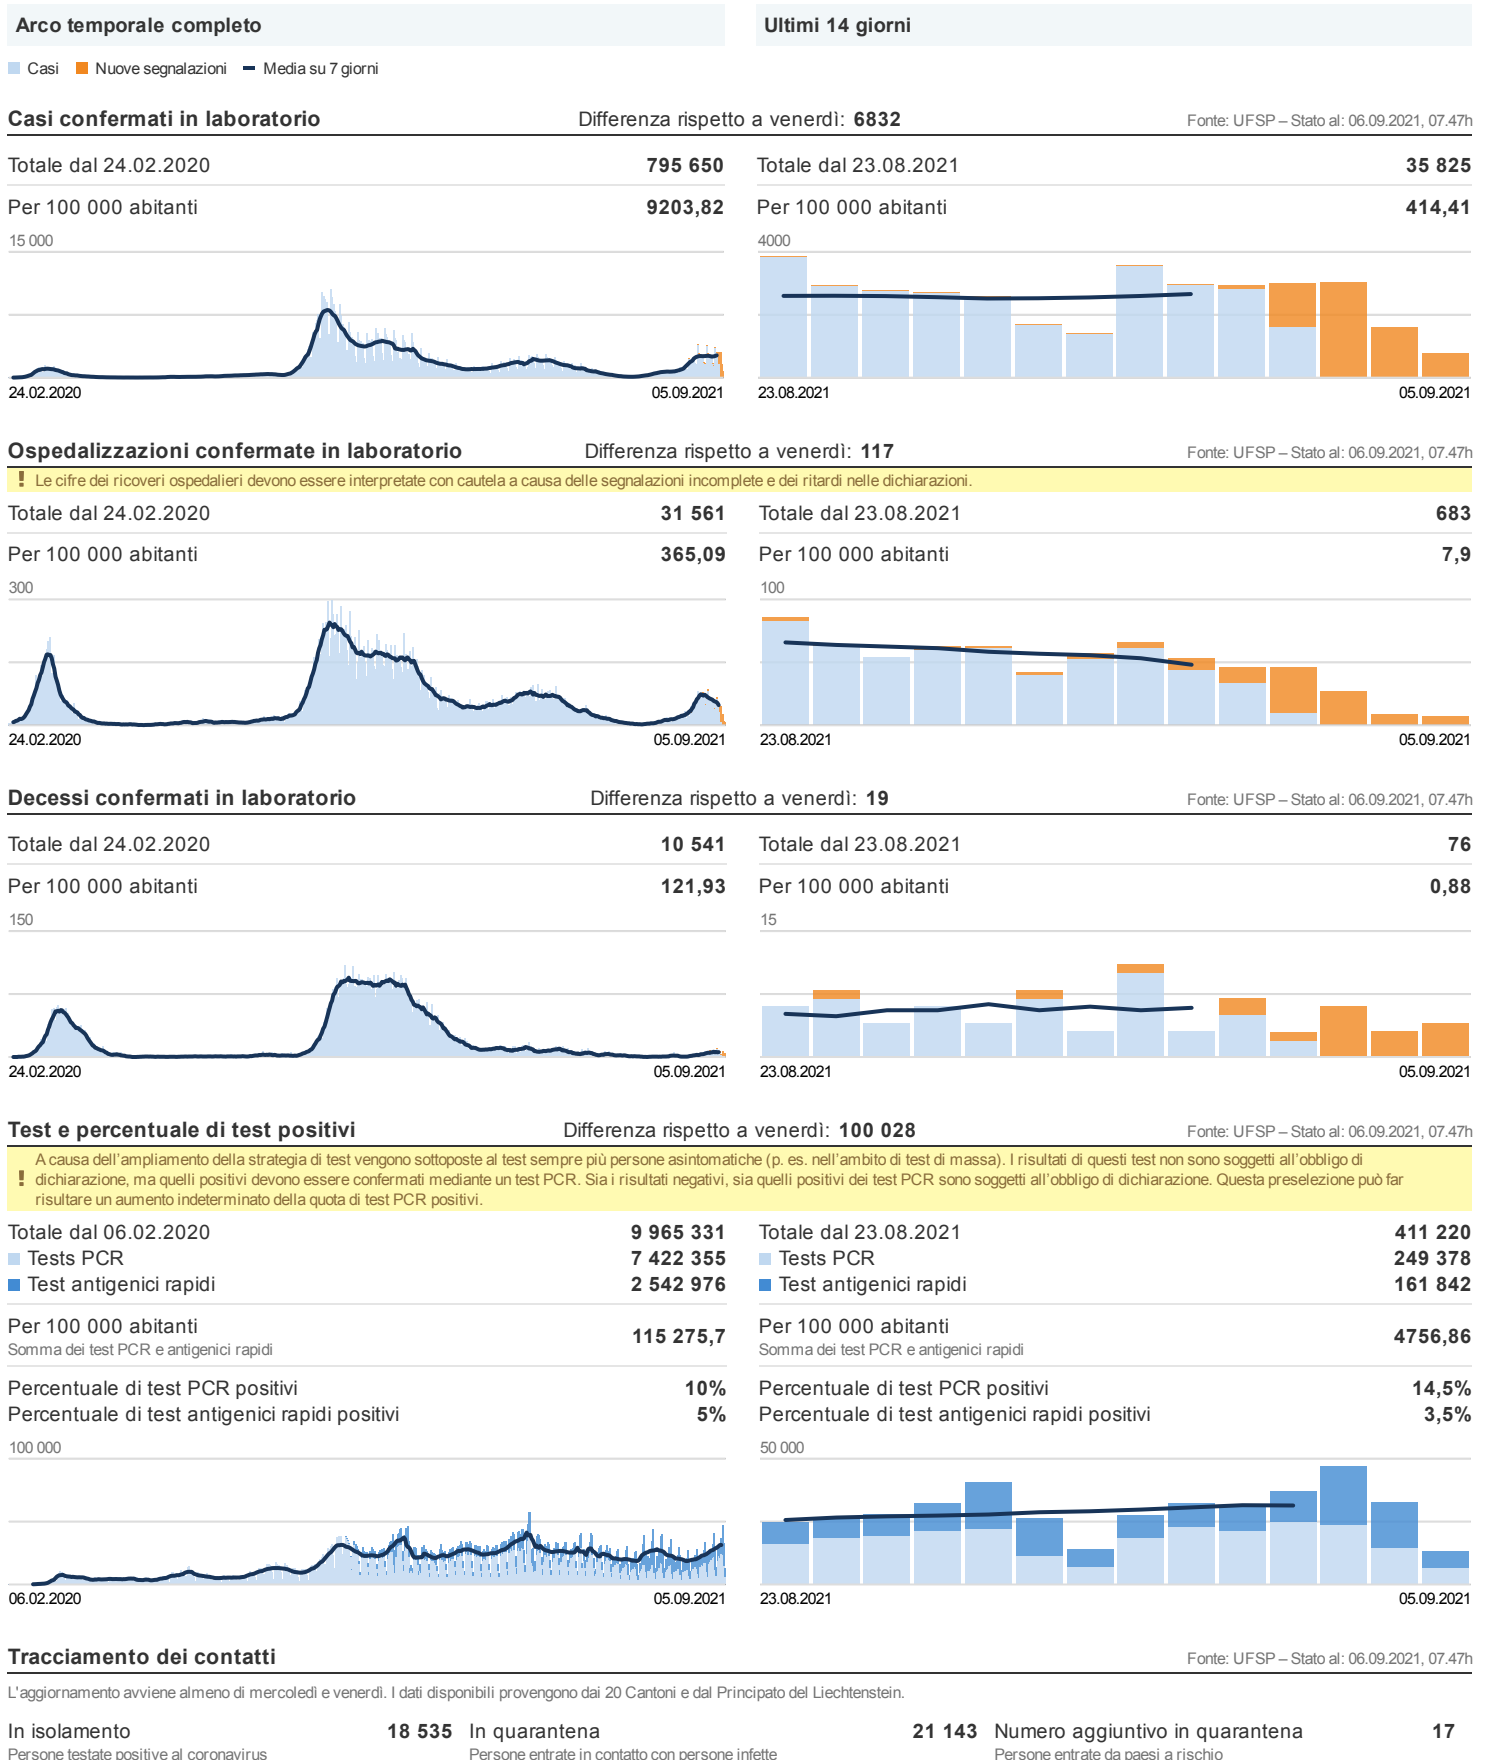 Arco temporale completo
Ultimi 14 giorni
Casi Nuove segnalazioni Media su 7 giorni
Casi confermati in laboratorio Differenza rispetto a venerdì: 6832 Fonte: UFSP – Stato al: 06.09.2021, 07.47h
Totale dal 24.02.2020 795 650
Per 100 000 abitanti 9203,82
15 000
24.02.2020 05.09.2021
Totale dal 23.08.2021 35 825
Per 100 000 abitanti 414,41
4000
23.08.2021 05.09.2021
Ospedalizzazioni confermate in laboratorio Differenza rispetto a venerdì: 117 Fonte: UFSP – Stato al: 06.09.2021, 07.47h
! Le cifre dei ricoveri ospedalieri devono essere interpretate con cautela a causa delle segnalazioni incomplete e dei ritardi nelle dichiarazioni.
Totale dal 24.02.2020 31 561
Per 100 000 abitanti 365,09
300
24.02.2020 05.09.2021
Totale dal 23.08.2021 683
Per 100 000 abitanti 7,9
100
23.08.2021 05.09.2021
Decessi confermati in laboratorio Differenza rispetto a venerdì: 19 Fonte: UFSP – Stato al: 06.09.2021, 07.47h
Totale dal 24.02.2020 10 541
Per 100 000 abitanti 121,93
150
24.02.2020 05.09.2021
Totale dal 23.08.2021 76
Per 100 000 abitanti 0,88
15
23.08.2021 05.09.2021
Test e percentuale di test positivi Differenza rispetto a venerdì: 100 028 Fonte: UFSP – Stato al: 06.09.2021, 07.47h
A causa dell'ampliamento della strategia di test vengono sottoposte al test sempre più persone asintomatiche (p. es. nell'ambito di test di massa). I risultati di questi test non sono soggetti all'obbligo di
! dichiarazione, ma quelli positivi devono essere confermati mediante un test PCR. Sia i risultati negativi, sia quelli positivi dei test PCR sono soggetti all'obbligo di dichiarazione. Questa preselezione può far
risultare un aumento indeterminato della quota di test PCR positivi.
Totale dal 06.02.2020 9 965 331
Tests PCR 7 422 355
Test antigenici rapidi 2 542 976
Per 100 000 abitanti 115 275,7
Somma dei test PCR e antigenici rapidi
Percentuale di test PCR positivi 10%
Percentuale di test antigenici rapidi positivi 5%
100 000
06.02.2020 05.09.2021
Totale dal 23.08.2021 411 220
Tests PCR 249 378
Test antigenici rapidi 161 842
Per 100 000 abitanti 4756,86
Somma dei test PCR e antigenici rapidi
Percentuale di test PCR positivi 14,5%
Percentuale di test antigenici rapidi positivi 3,5%
50 000
23.08.2021 05.09.2021
Tracciamento dei contatti Fonte: UFSP – Stato al: 06.09.2021, 07.47h
L'aggiornamento avviene almeno di mercoledì e venerdì. I dati disponibili provengono dai 20 Cantoni e dal Principato del Liechtenstein.
In isolamento 18 535 In quarantena 21 143 Numero aggiuntivo in quarantena 17
Persone testate positive al coronavirus Persone entrate in contatto con persone infette Persone entrate da paesi a rischio